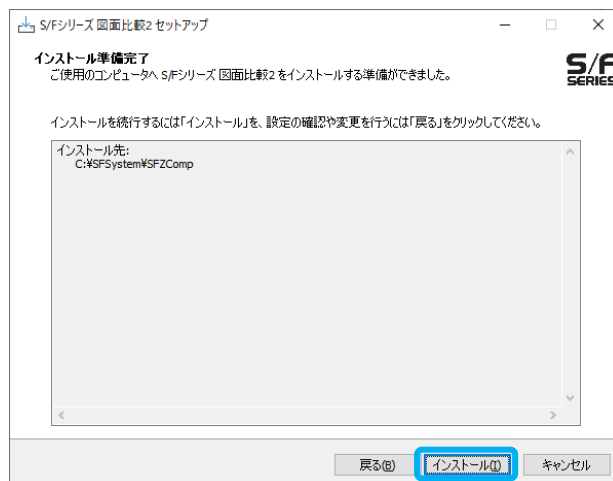 S/Fシリーズ 図面比較2 セットアップ
インストール準備完了
ご使用のコンピュータへ S/Fシリーズ 図面比較2 をインストールする準備ができました。
S/F
SERIES
インストールを続行するには「インストール」を、設定の確認や変更を行うには「戻る」をクリックしてください。
インストール先:
C:¥SFSystem¥SFZComp
戻る(B)
インストール(I)
キャンセル